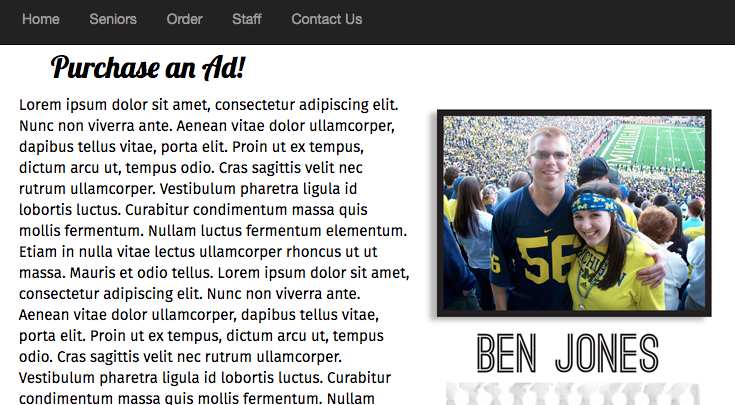 Home Seniors Order Staff Contact Us
Purchase an Ad!
Lorem ipsum dolor sit amet, consectetur adipiscing elit.
Nunc non viverra ante. Aenean vitae dolor ullamcorper,
dapibus tellus vitae, porta elit. Proin ut ex tempus,
dictum arcu ut, tempus odio. Cras sagittis velit nec
rutrum ullamcorper. Vestibulum pharetra ligula id
lobortis luctus. Curabitur condimentum massa quis
mollis fermentum. Nullam luctus fermentum elementum.
Etiam in nulla vitae lectus ullamcorper rhoncus ut ut
massa. Mauris et odio tellus. Lorem ipsum dolor sit amet,
consectetur adipiscing elit. Nunc non viverra ante.
Aenean vitae dolor ullamcorper, dapibus tellus vitae,
porta elit. Proin ut ex tempus, dictum arcu ut, tempus
odio. Cras sagittis velit nec rutrum ullamcorper.
Vestibulum pharetra ligula id lobortis luctus. Curabitur
condimentum massa quis mollis fermentum. Nullam
MICHIGAN
56
BEN JONES